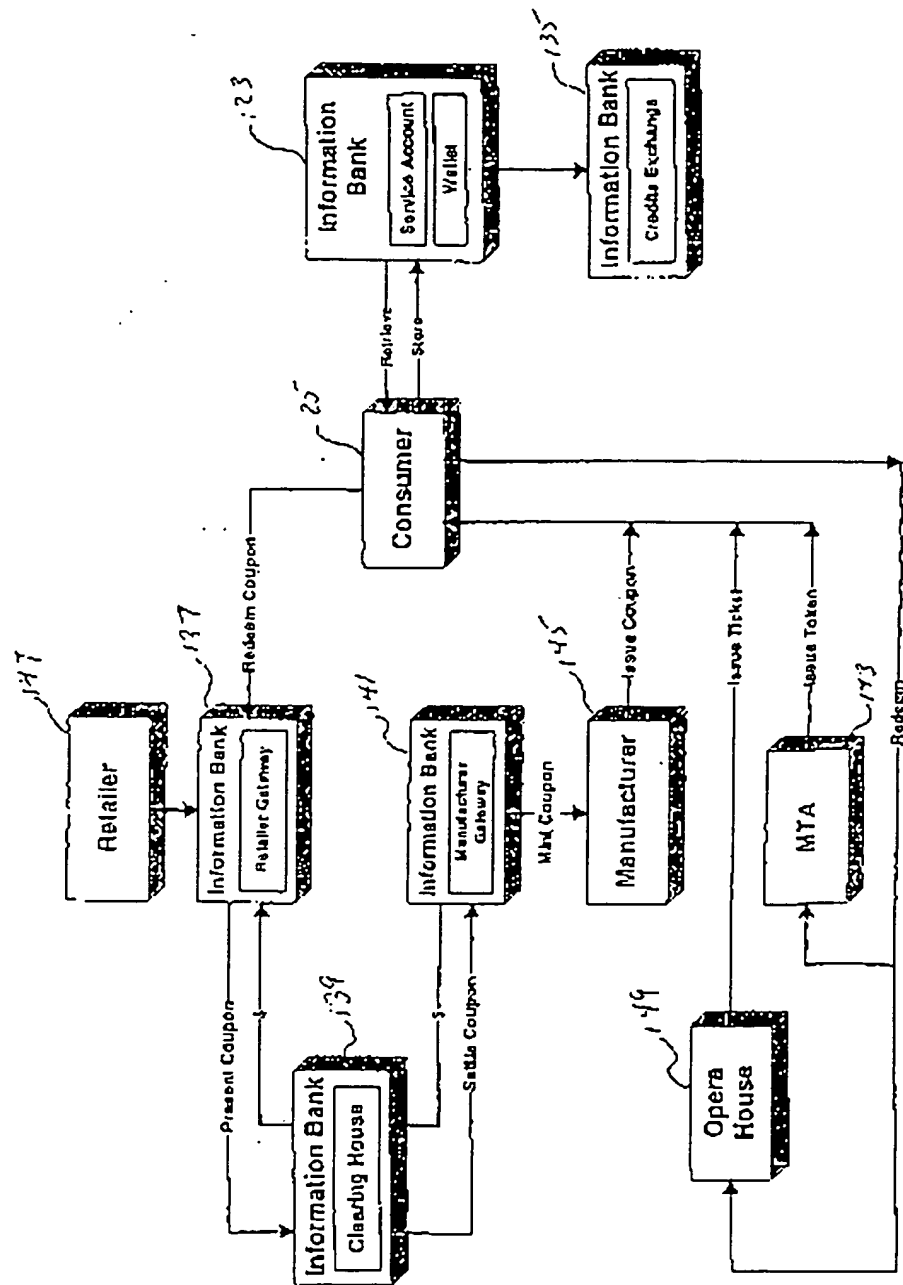 Retailer
147
Information Bank
Retailer Gateway
137
Present Coupon
$
Redeem Coupon
Information Bank
Clearing House
139
$
Settle Coupon
Information Bank
Manufacturer
Gateway
141
Coupon
Manufacturer
145
Issue Coupon
Consumer
25
Retrieve
Store
Information
Bank
Service Account
Wallet
123
Information Bank
Credits Exchange
135
Opera
House
149
Issue Ticket
MTA
143
Issue Token
Redeem